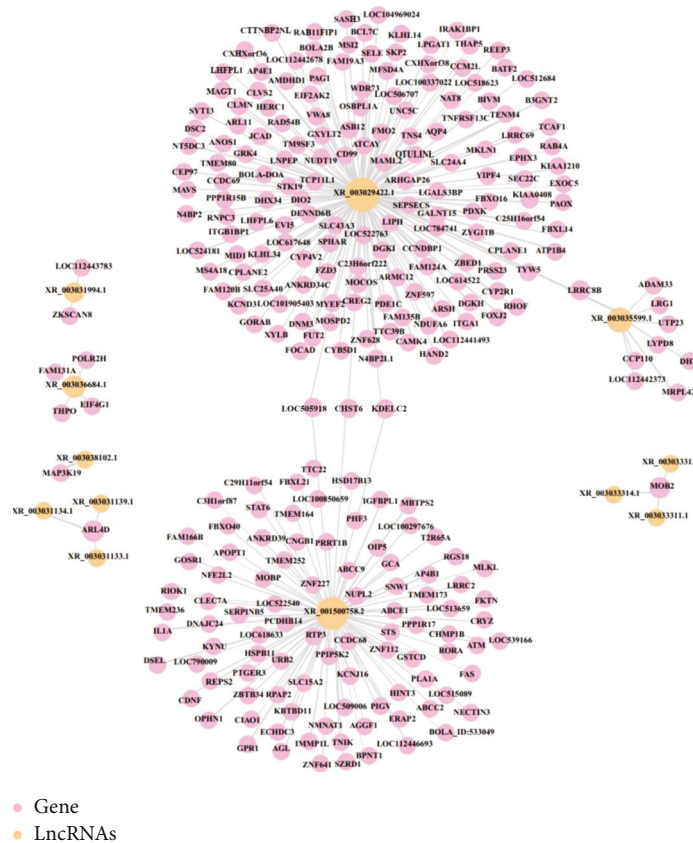 SASH3
LOC104969024
CTTNBP2NL
RAB11FIP1
BCL7C
IRAK1BP1
BOLA2B
MSI2
SELE
SKP2
KLHL14
LPGAT1
THAP5
CXHXorf36
LOC112442678
FAM19A3
MFSD4A
CXHXorf38
CCM2L
REEP3
LHFPL1
AP4E1
AMDHD1
PAG1
WDR73
LOC100337022
BATF2
MAGT1
CLVS2
EIF2AK2
LOC506707
LOC518623
LOC512684
CLMN
HERC1
VWA8
OSBPL1A
UNC5C
NAT8
BIVM
B3GNT2
SYT13
ARL11
RAD54B
GXYLT2
ASB12
FMO2
TNS4
AQP4
TNFRSF13C
TENM4
DSC2
JCAD
ATCAY
TCAF1
NT5DC3
ANOS1
TM9SF3
CD99
QTULINL
MKLN1
LRRC69
RAB4A
GRK4
LNPEP
NUDT19
MAML2
SLC24A4
EPHX3
KIAA1210
TMEM80
BOLA-DOA
TCP11L1
ARHGAP26
YIPF4
SEC22C
CEP97
CCDC69
STK19
XR_003029422.1
LGALS3BP
EXOC5
MAVS
PPP1R15B
DHX34
DIO2
SEPSECS
FBXO16
KIAA0408
PAOX
N4BP2
RNPC3
DENND6B
LIPH
GALNT15
PDXK
C25H16orf54
ITGB1BP1
LHFPL6
EVI5
SLC43A3
LOC784741
ZYG11B
FBXL14
LOC524181
LOC617648
SPHAR
LOC522763
CCNDBP1
CPLANE1
ATP1B4
MID1
KLHL34
DGKI
LOC112443783
MS4A18
CPLANE2
CYP4V2
FZD3
C23H6orf222
ARMC12
FAM124A
ZBED1
PRSS23
TYW5
XR_003031994.1
FAM120B
SLC25A40
ANKRD34C
MOCOS
LOC614522
LRRC8B
ADAM33
ZKSCAN8
KCND3
LOC101905403
MYEF2
CREG2
PDE1C
ZNF597
CYP2R1
LRG1
GORAB
DNM3
MOSPD2
FAM135B
ARSH
DGKH
RHOF
XR_003035599.1
UTP23
XYLB
FUT2
ZNF628
TTC39B
NDUFA6
ITGA1
FOXJ2
LYPD8
FOCAD
CYB5D1
CAMK4
LOC112441493
CCP110
POLR2H
N4BP2L1
HAND2
LOC112442373
FAM131A
MRPL42
XR_003036684.1
THPO
EIF4G1
LOC505918
CHST6
KDELC2
XR_003038102.1
MAP3K19
XR_003031139.1
XR_003031134.1
ARL4D
XR_003031133.1
MOB2
XR_003033314.1
XR_003033311.1
TTC22
HSD17B13
C29H11orf54
FBXL21
IGFBPL1
C3H1orf87
LOC100850659
MBTPS2
STAT6
TMEM164
PHF3
LOC100297676
FBXO40
ANKRD39
CNGB1
PRRT1B
OIP5
T2R65A
FAM166B
APOPT1
TMEM252
ABCC9
GCA
RGS18
GOSR1
AP4B1
MLKL
NFE2L2
MOBP
ZNF227
SNW1
TMEM173
LRRC2
RIOK1
CLEC7A
LOC522540
NUPL2
ABCE1
LOC513659
FKTN
TMEM236
SERPINB5
XR_001500758.2
PPP1R17
CRYZ
DNAJC24
PCDHB14
STS
CHMP1B
IL1A
LOC618633
RTP3
CCDC68
ZNF112
RORA
ATM
LOC539166
KYNU
HSPB11
URB2
PPIP5K2
GSTCD
DSEL
LOC790009
PTGER3
KCNJ16
FAS
REPS2
SLC15A2
PLA1A
CDNF
ZBTB34
RPAP2
HINT3
LOC515089
KBTBD11
LOC509006
PIGV
ABCC2
NECTIN3
OPHN1
CIAO1
NMNAT1
AGGF1
ERAP2
ECHDC3
BOLA_ID:533049
GPR1
AGL
IMMP1L
TNIK
LOC112446693
ZNF641
SZRD1
BPNT1
Gene
LncRNAs